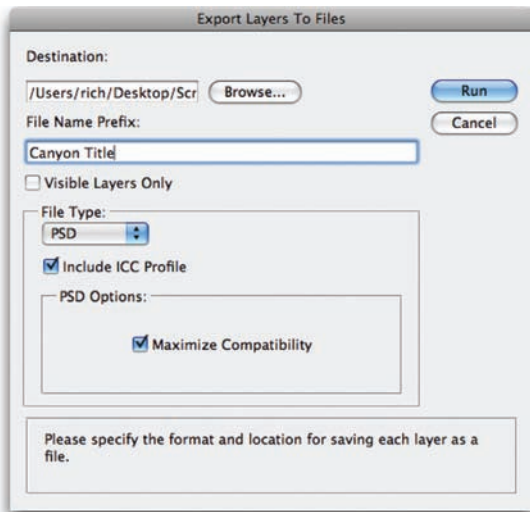 Export Layers To Files
Destination:
/Users/rich/Desktop/Scr
Browse...
Run
File Name Prefix:
Cancel
Canyon Title
Visible Layers Only
File Type:
PSD
Include ICC Profile
PSD Options:
Maximize Compatibility
Please specify the format and location for saving each layer as a
file.